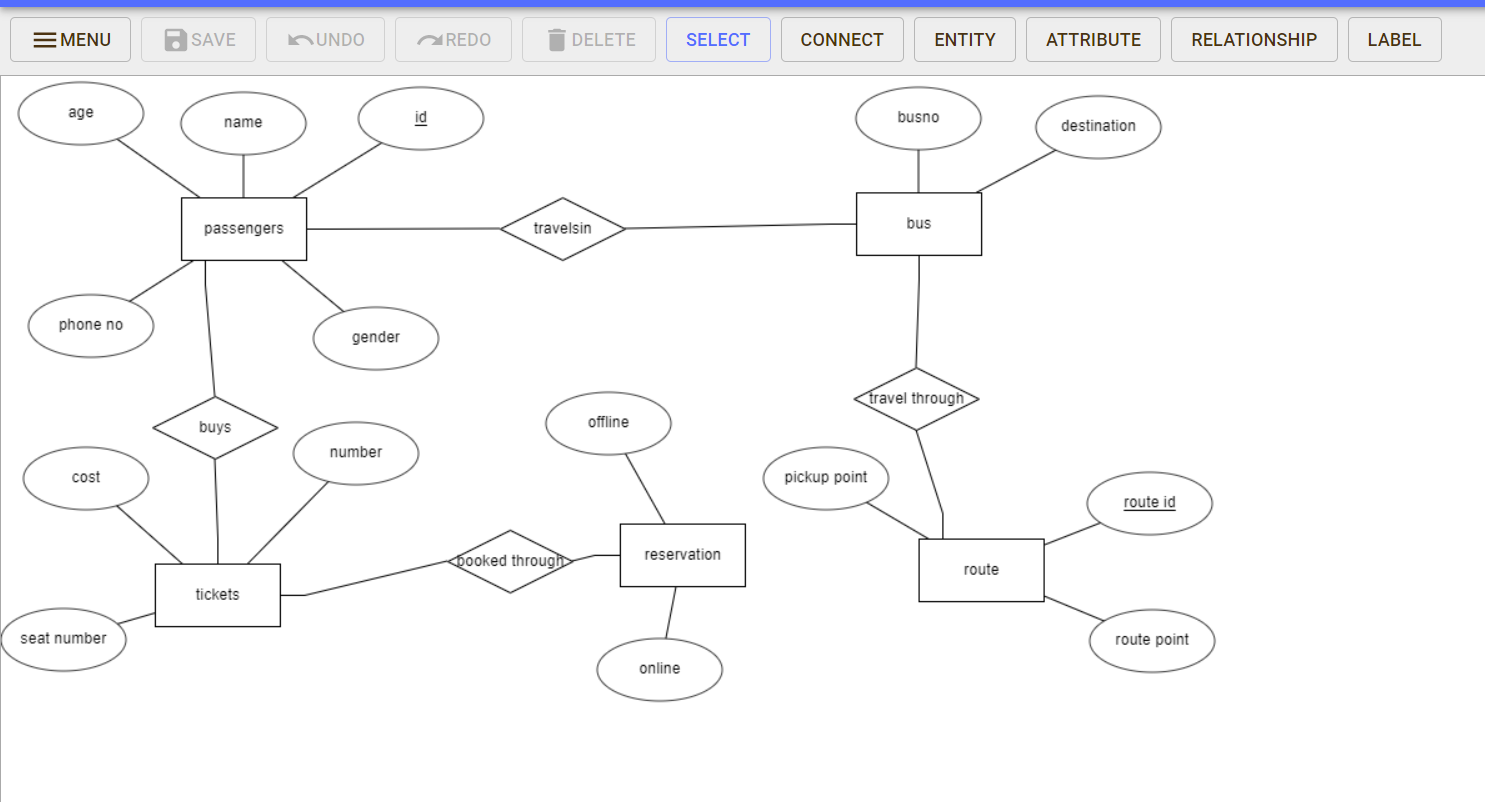 MENU
SAVE
UNDO
REDO
DELETE
SELECT
CONNECT
ENTITY
ATTRIBUTE
RELATIONSHIP
LABEL
age
name
id
busno
destination
passengers
travelsin
bus
phone no
gender
buys
travel through
offline
number
cost
pickup point
route id
booked through
reservation
route
tickets
seat number
route point
online